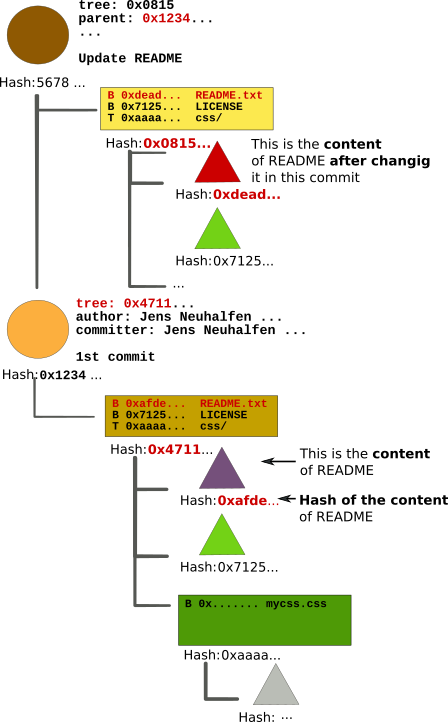 tree: 0x0815
parent: 0x1234...
...
Update README
Hash:5678 ...
B 0xdead... README.txt
B 0x7125... LICENSE
T 0xaaaa... css/
Hash:0x0815...
This is the content
of README after changig
it in this commit
Hash:0xdead...
Hash:0x7125...
...
tree: 0x4711...
author: Jens Neuhalfen ...
committer: Jens Neuhalfen ...
1st commit
Hash:0x1234 ...
B 0xafde... README.txt
B 0x7125... LICENSE
T 0xaaaa... css/
Hash:0x4711...
This is the content
of README
Hash:0xafde...
Hash of the content
of README
Hash:0x7125...
B 0x....... mycss.css
Hash:0xaaaa...
Hash: ...